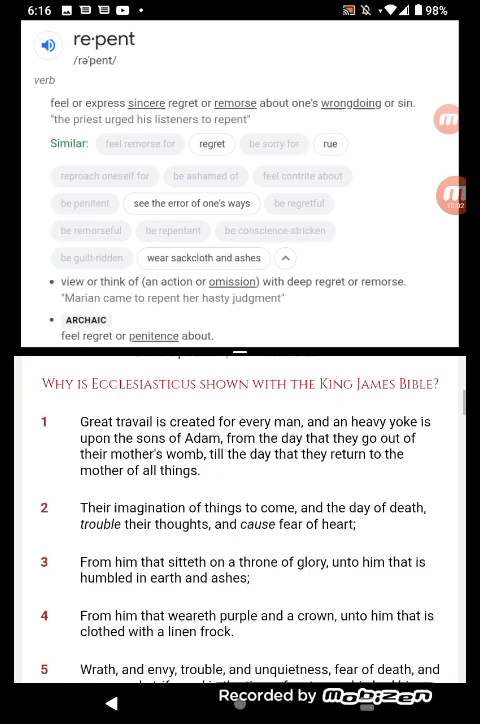 6:16
98%
re·pent
/rəˈpent/
verb
feel or express sincere regret or remorse about one's wrongdoing or sin.
"the priest urged his listeners to repent"
Similar: feel remorse for regret be sorry for rue
reproach oneself for be ashamed of feel contrite about
be penitent see the error of one's ways be regretful
be remorseful be repentant be conscience-stricken
be guilt-ridden wear sackcloth and ashes
• view or think of (an action or omission) with deep regret or remorse.
"Marian came to repent her hasty judgment"
• ARCHAIC
feel regret or penitence about.
WHY IS ECCLESIASTICUS SHOWN WITH THE KING JAMES BIBLE?
1 Great travail is created for every man, and an heavy yoke is
upon the sons of Adam, from the day that they go out of
their mother's womb, till the day that they return to the
mother of all things.
2 Their imagination of things to come, and the day of death,
trouble their thoughts, and cause fear of heart;
3 From him that sitteth on a throne of glory, unto him that is
humbled in earth and ashes;
4 From him that weareth purple and a crown, unto him that is
clothed with a linen frock.
5 Wrath, and envy, trouble, and unquietness, fear of death, and
Recorded by Mobizen